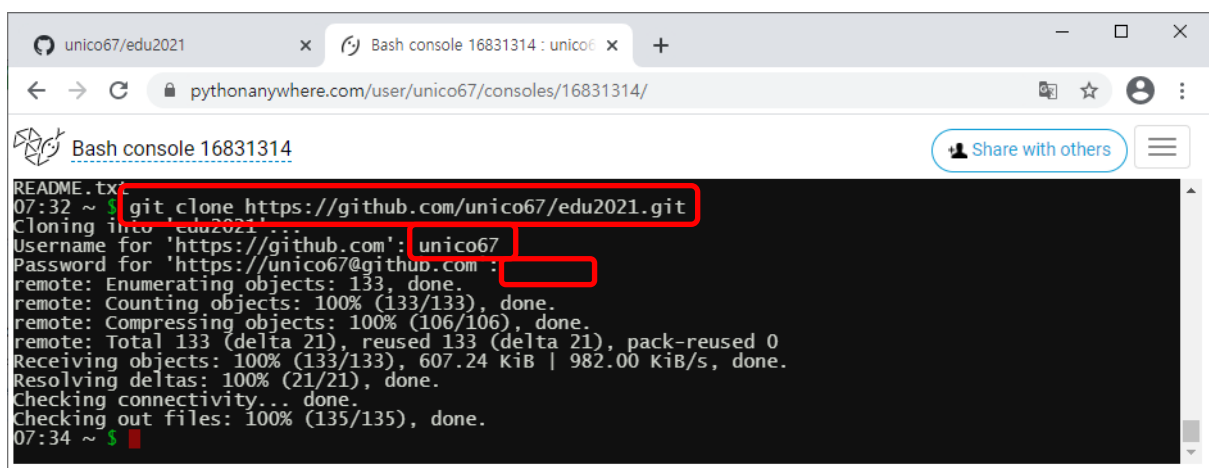 unico67/edu2021
Bash console 16831314 : unico6
pythonanywhere.com/user/unico67/consoles/16831314/
Bash console 16831314
Share with others
README.txt
07:32 ~ $ git clone https://github.com/unico67/edu2021.git
Cloning into 'edu2021'...
Username for 'https://github.com': unico67
Password for 'https://unico67@github.com':
remote: Enumerating objects: 133, done.
remote: Counting objects: 100% (133/133), done.
remote: Compressing objects: 100% (106/106), done.
remote: Total 133 (delta 21), reused 133 (delta 21), pack-reused 0
Receiving objects: 100% (133/133), 607.24 KiB | 982.00 KiB/s, done.
Resolving deltas: 100% (21/21), done.
Checking connectivity... done.
Checking out files: 100% (135/135), done.
07:34 ~ $